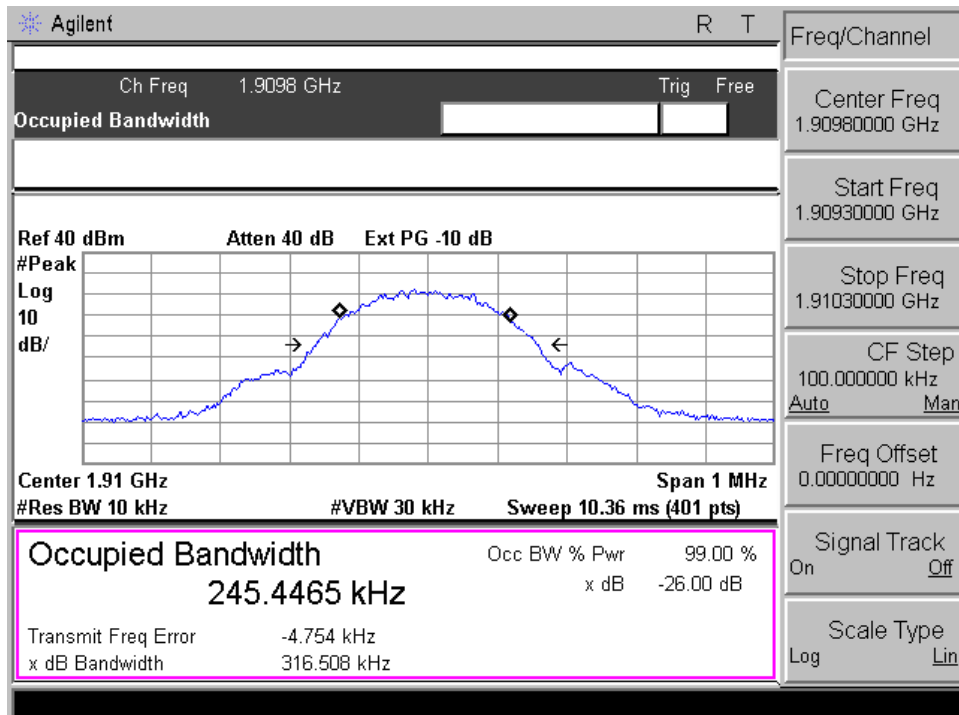 Agilent R T
Ch Freq 1.9098 GHz Trig Free
Occupied Bandwidth
Ref 40 dBm Atten 40 dB Ext PG -10 dB
#Peak
Log
10
dB/
Center 1.91 GHz Span 1 MHz
#Res BW 10 kHz #VBW 30 kHz Sweep 10.36 ms (401 pts)
Occupied Bandwidth Occ BW % Pwr 99.00 %
245.4465 kHz x dB -26.00 dB
Transmit Freq Error -4.754 kHz
x dB Bandwidth 316.508 kHz
Freq/Channel
Center Freq
1.90980000 GHz
Start Freq
1.90930000 GHz
Stop Freq
1.91030000 GHz
CF Step
100.000000 kHz
Auto Man
Freq Offset
0.00000000 Hz
Signal Track
On Off
Scale Type
Log Lin